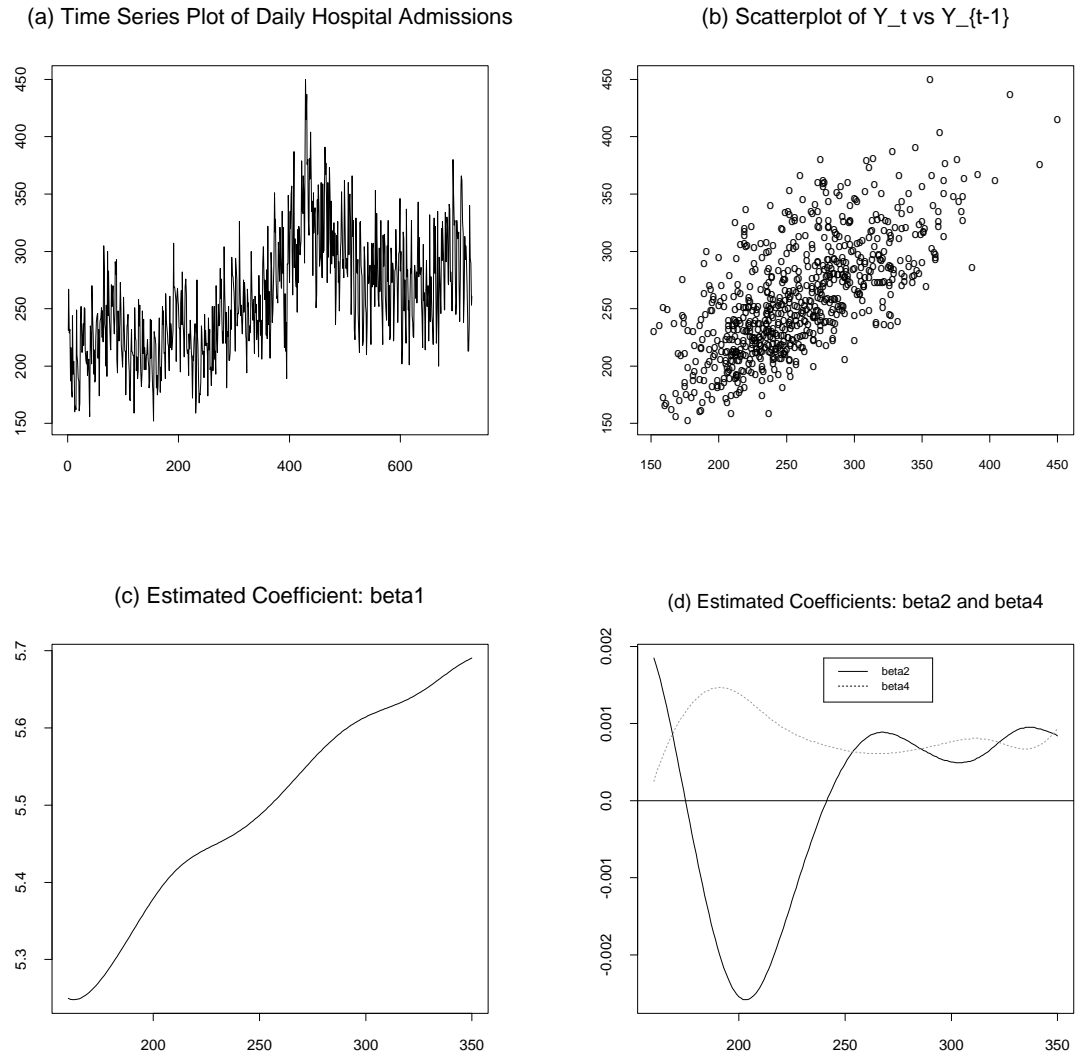 (a) Time Series Plot of Daily Hospital Admissions
450
400
350
300
250
200
150
0 200 400 600
(b) Scatterplot of Y_t vs Y_{t-1}
450
400
350
300
250
200
150
150 200 250 300 350 400 450
(c) Estimated Coefficient: beta1
5.7
5.6
5.5
5.4
5.3
200 250 300 350
(d) Estimated Coefficients: beta2 and beta4
0.002
0.001
0.0
-0.001
-0.002
beta2
beta4
200 250 300 350